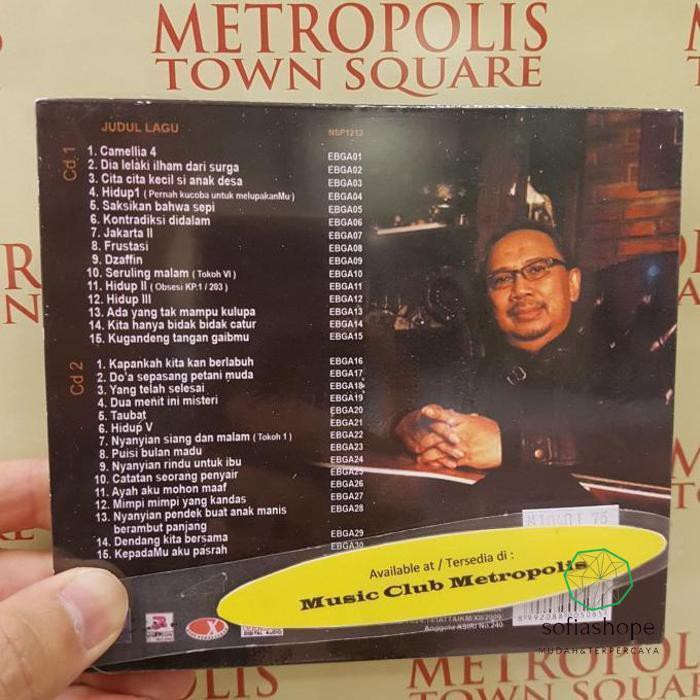 METROPOLIS
TOWN SQUARE
JUDUL LAGU NSP1212
Cd 1
1. Camellia 4 EBGA01
2. Dia lelaki ilham dari surga EBGA02
3. Cita cita kecil si anak desa EBGA03
4. Hidup1 ( Pernah kucoba untuk melupakanMu ) EBGA04
5. Saksikan bahwa sepi EBGA05
6. Kontradiksi didalam EBGA06
7. Jakarta II EBGA07
8. Frustasi EBGA08
9. Dzaffin EBGA09
10. Seruling malam ( Tokoh VI ) EBGA10
11. Hidup II ( Obsesi KP.1 / 203 ) EBGA11
12. Hidup III EBGA12
13. Ada yang tak mampu kulupa EBGA13
14. Kita hanya bidak bidak catur EBGA14
15. Kugandeng tangan gaibmu EBGA15
Cd 2
1. Kapankah kita kan berlabuh EBGA16
2. Do'a sepasang petani muda EBGA17
3. Yang telah selesai EBGA18
4. Dua menit ini misteri EBGA19
5. Taubat EBGA20
6. Hidup V EBGA21
7. Nyanyian siang dan malam ( Tokoh 1 ) EBGA22
8. Puisi bulan madu EBGA23
9. Nyanyian rindu untuk ibu EBGA24
10. Catatan seorang penyair EBGA25
11. Ayah aku mohon maaf EBGA26
12. Mimpi mimpi yang kandas EBGA27
13. Nyanyian pendek buat anak manis EBGA28
berambut panjang
14. Dendang kita bersama EBGA29
15. KepadaMu aku pasrah EBGA30
Available at / Tersedia di :
Music Club Metropolis
DIGITAL AUDIO
Anggota ASIRI No.240
sofiashope
MUDAH&TERPERCAYA
METROPOLIS
TOWN SQUARE